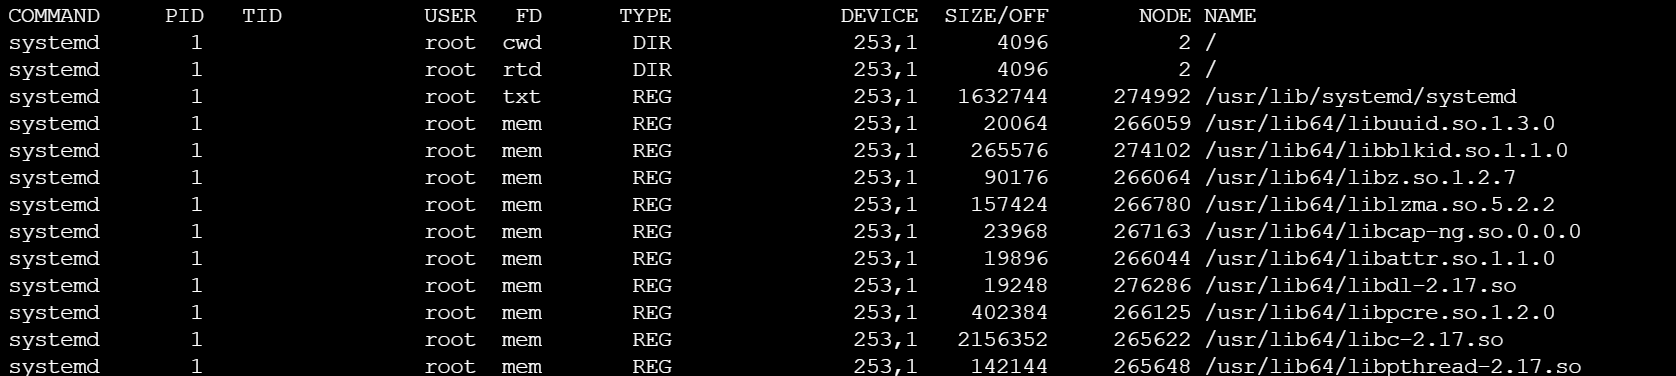 COMMAND     PID   TID           USER   FD      TYPE             DEVICE  SIZE/OFF       NODE NAME
systemd       1                 root  cwd       DIR              253,1      4096          2 /
systemd       1                 root  rtd       DIR              253,1      4096          2 /
systemd       1                 root  txt       REG              253,1   1632744     274992 /usr/lib/systemd/systemd
systemd       1                 root  mem       REG              253,1     20064     266059 /usr/lib64/libuuid.so.1.3.0
systemd       1                 root  mem       REG              253,1    265576     274102 /usr/lib64/libblkid.so.1.1.0
systemd       1                 root  mem       REG              253,1     90176     266064 /usr/lib64/libz.so.1.2.7
systemd       1                 root  mem       REG              253,1    157424     266780 /usr/lib64/liblzma.so.5.2.2
systemd       1                 root  mem       REG              253,1     23968     267163 /usr/lib64/libcap-ng.so.0.0.0
systemd       1                 root  mem       REG              253,1     19896     266044 /usr/lib64/libattr.so.1.1.0
systemd       1                 root  mem       REG              253,1     19248     276286 /usr/lib64/libdl-2.17.so
systemd       1                 root  mem       REG              253,1    402384     266125 /usr/lib64/libpcre.so.1.2.0
systemd       1                 root  mem       REG              253,1   2156352     265622 /usr/lib64/libc-2.17.so
systemd       1                 root  mem       REG              253,1    142144     265648 /usr/lib64/libpthread-2.17.so